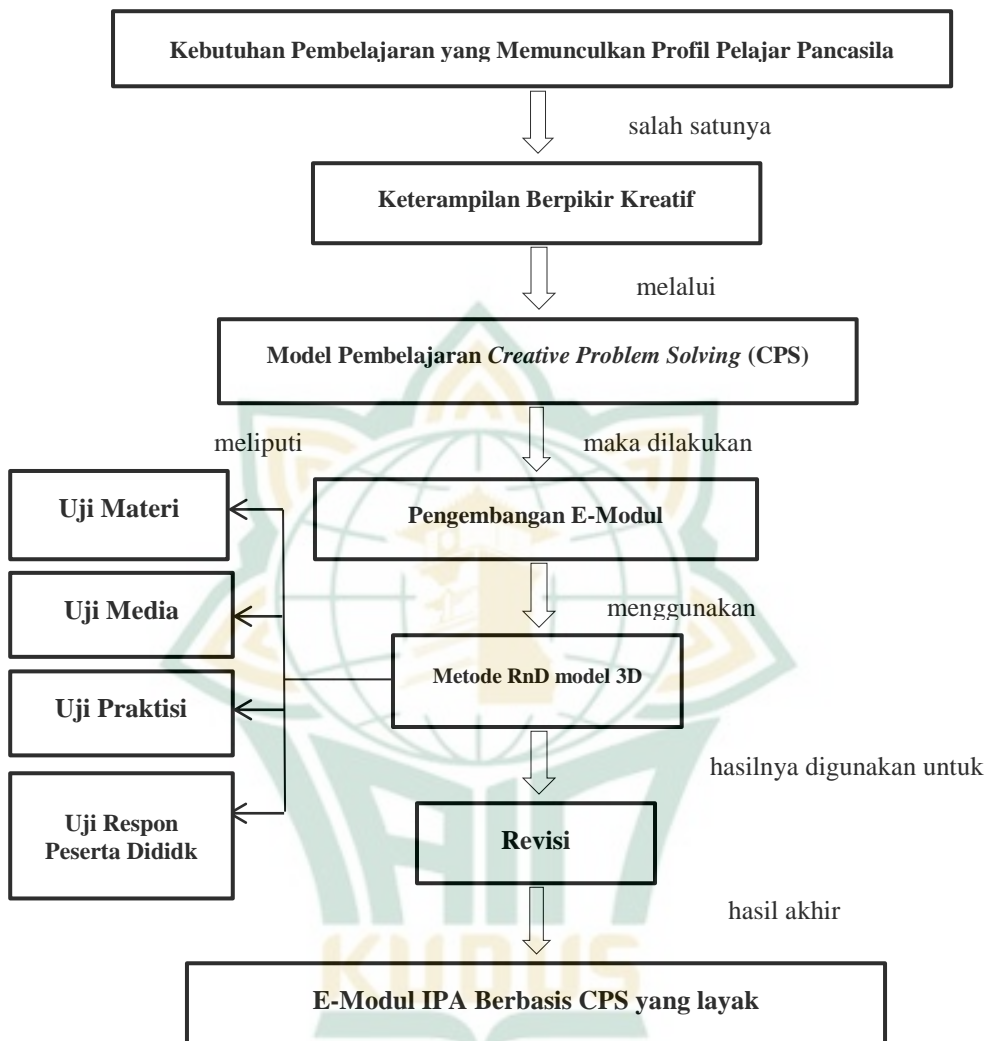 Kebutuhan Pembelajaran yang Memunculkan Profil Pelajar Pancasila
salah satunya
Keterampilan Berpikir Kreatif
melalui
Model Pembelajaran Creative Problem Solving (CPS)
meliputi
maka dilakukan
Uji Materi
Pengembangan E-Modul
Uji Media
menggunakan
Metode RnD model 3D
Uji Praktisi
hasilnya digunakan untuk
Uji Respon
Peserta Dididk
Revisi
hasil akhir
KUDUS
E-Modul IPA Berbasis CPS yang layak